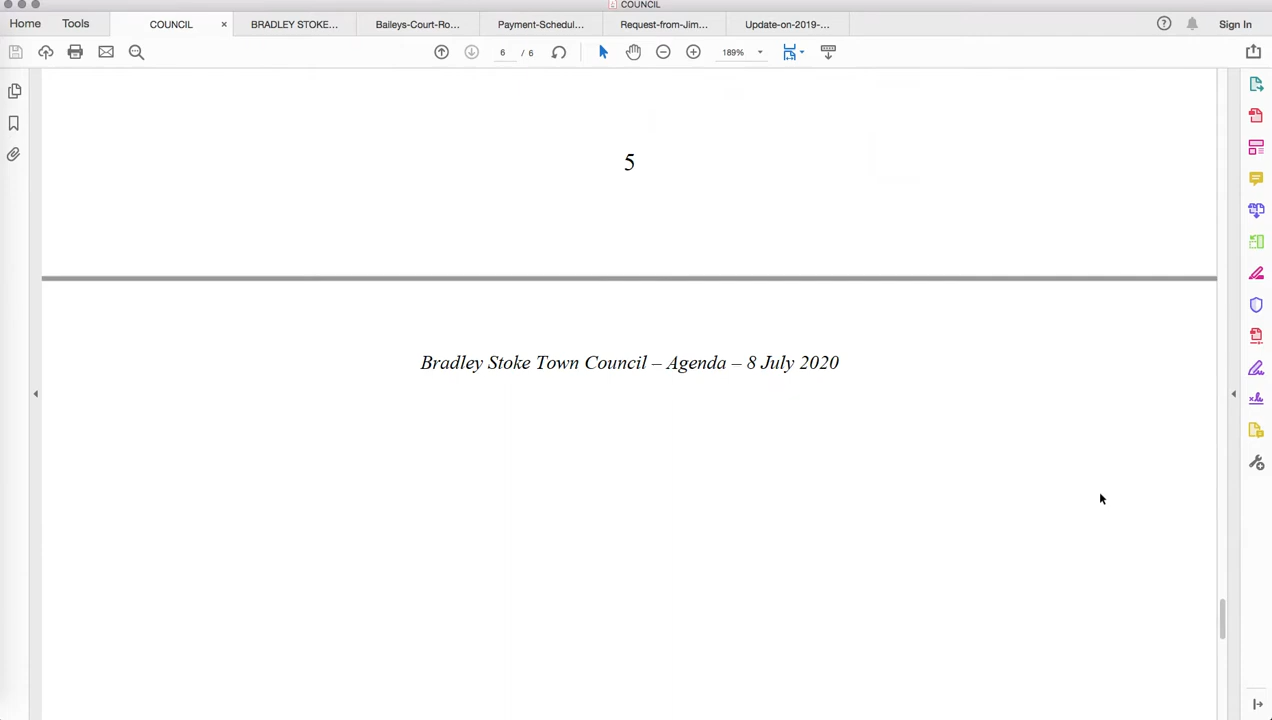 COUNCIL
Home
Tools
COUNCIL ×
BRADLEY STOKE...
Baileys-Court-Ro...
Payment-Schedul...
Request-from-Jim...
Update-on-2019-...
Sign In
6 / 6
189%
5
Bradley Stoke Town Council – Agenda – 8 July 2020